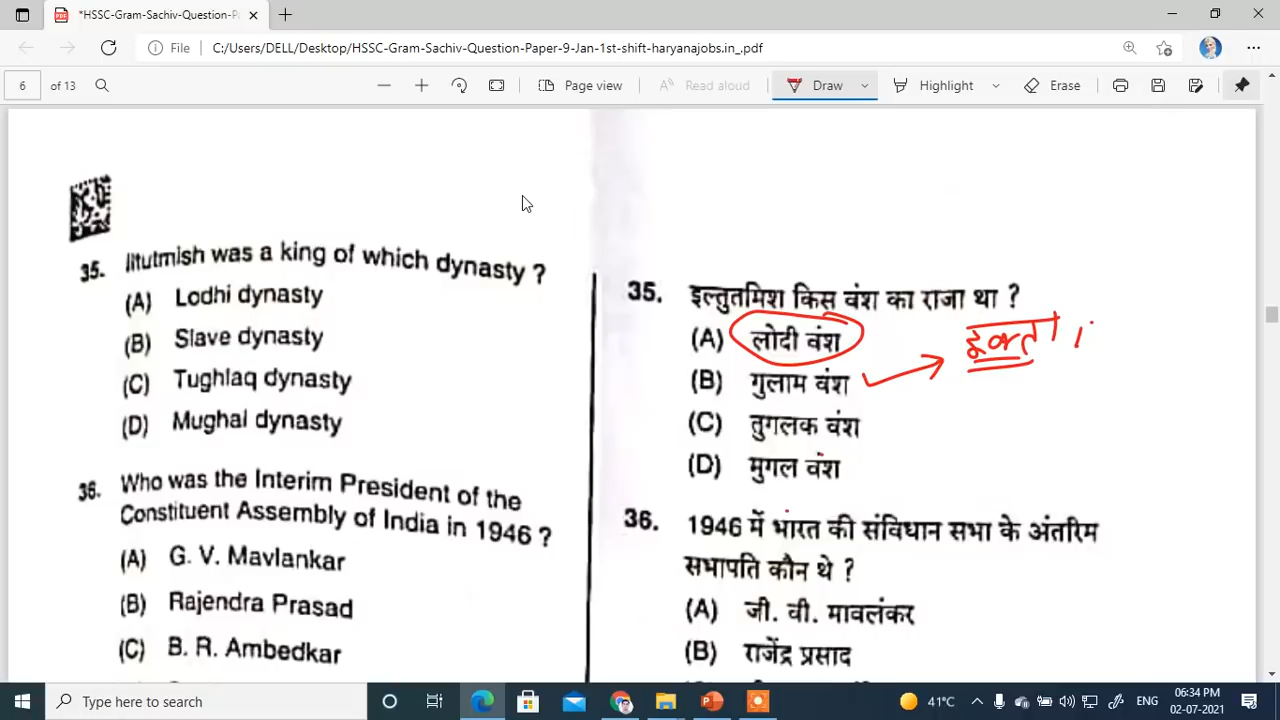 *HSSC-Gram-Sachiv-Question-P
File C:/Users/DELL/Desktop/HSSC-Gram-Sachiv-Question-Paper-9-Jan-1st-shift-haryanajobs.in_.pdf
6 of 13 Page view Read aloud Draw Highlight Erase
35. Iltutmish was a king of which dynasty ?
(A) Lodhi dynasty
(B) Slave dynasty
(C) Tughlaq dynasty
(D) Mughal dynasty
36. Who was the Interim President of the
Constituent Assembly of India in 1946 ?
(A) G. V. Mavlankar
(B) Rajendra Prasad
(C) B. R. Ambedkar
35. इल्तुतमिश किस वंश का राजा था ?
(A) लोदी वंश
(B) गुलाम वंश
(C) तुगलक वंश
(D) मुगल वंश
इक्ता
36. 1946 में भारत की संविधान सभा के अंतरिम
सभापति कौन थे ?
(A) जी. वी. मावलंकर
(B) राजेंद्र प्रसाद
Type here to search
41°C ENG 06:34 PM
02-07-2021